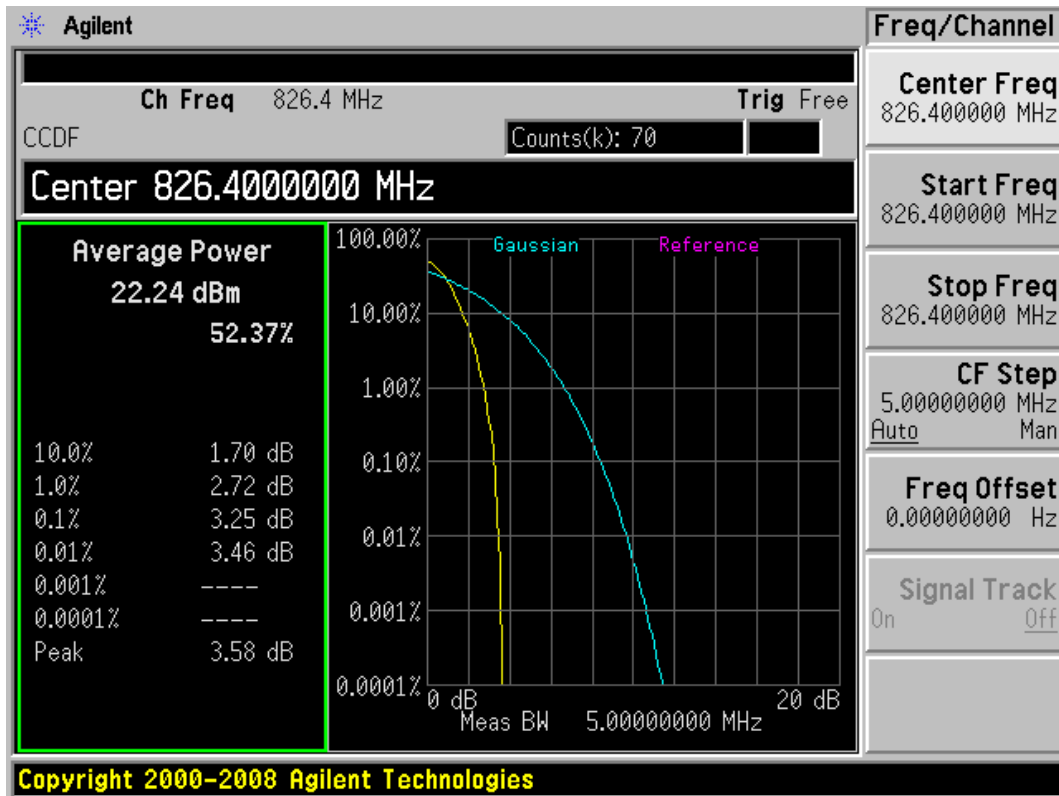 Agilent
Freq/Channel
Ch Freq 826.4 MHz Trig Free
CCDF Counts(k): 70
Center 826.400000 MHz
Average Power
22.24 dBm
52.37%
10.0% 1.70 dB
1.0% 2.72 dB
0.1% 3.25 dB
0.01% 3.46 dB
0.001% ----
0.0001% ----
Peak 3.58 dB
Gaussian Reference
100.00%
10.00%
1.00%
0.10%
0.01%
0.001%
0.0001%
0 dB 20 dB
Meas BW 5.00000000 MHz
Center Freq
826.400000 MHz
Start Freq
826.400000 MHz
Stop Freq
826.400000 MHz
CF Step
5.00000000 MHz
Auto Man
Freq Offset
0.00000000 Hz
Signal Track
On Off
Copyright 2000-2008 Agilent Technologies